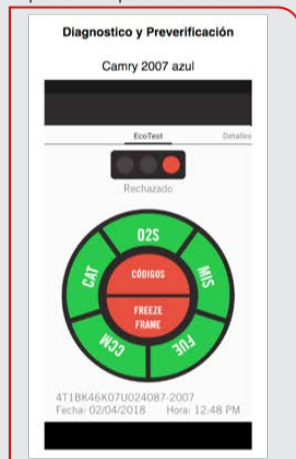 Diagnostico y Preverificación
Camry 2007 azul
EcoTest
Detalles
Rechazado
O2S
CAT
MIS
CÓDIGOS
FREEZE
FRAME
CCM
FUE
4T1BK46K07U024087-2007
Fecha: 02/04/2018 Hora: 12:48 PM